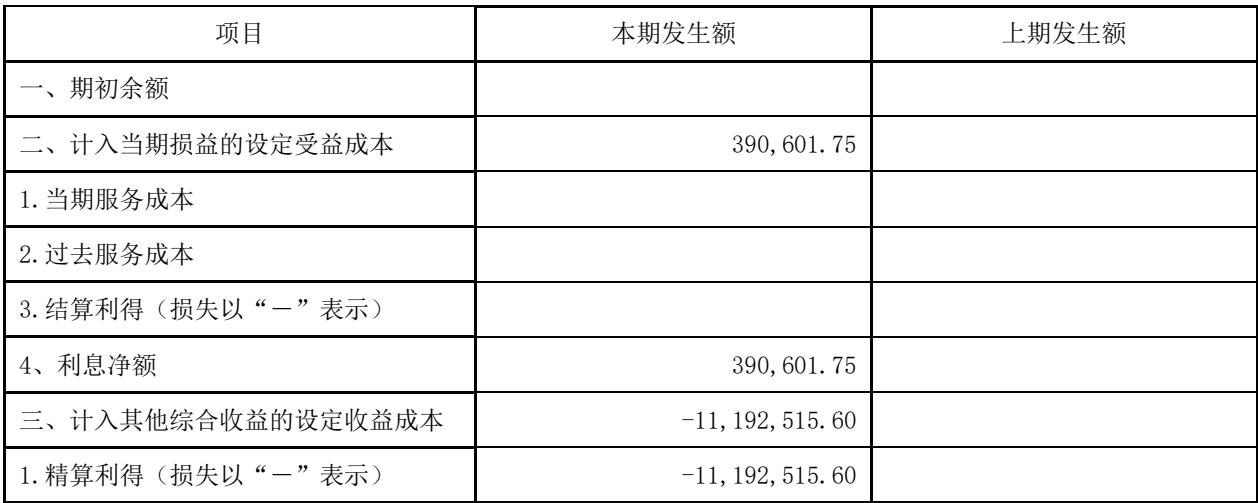 项目 本期发生额 上期发生额
一、期初余额
二、计入当期损益的设定受益成本 390,601.75
1.当期服务成本
2.过去服务成本
3.结算利得（损失以“－”表示）
4、利息净额 390,601.75
三、计入其他综合收益的设定收益成本 -11,192,515.60
1.精算利得（损失以“－”表示） -11,192,515.60